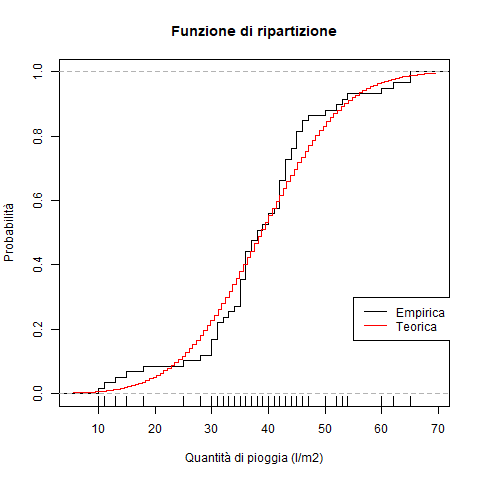 Funzione di ripartizione
Probabilità
1.0
0.8
0.6
0.4
0.2
0.0
Empirica
Teorica
10 20 30 40 50 60 70
Quantità di pioggia (l/m2)